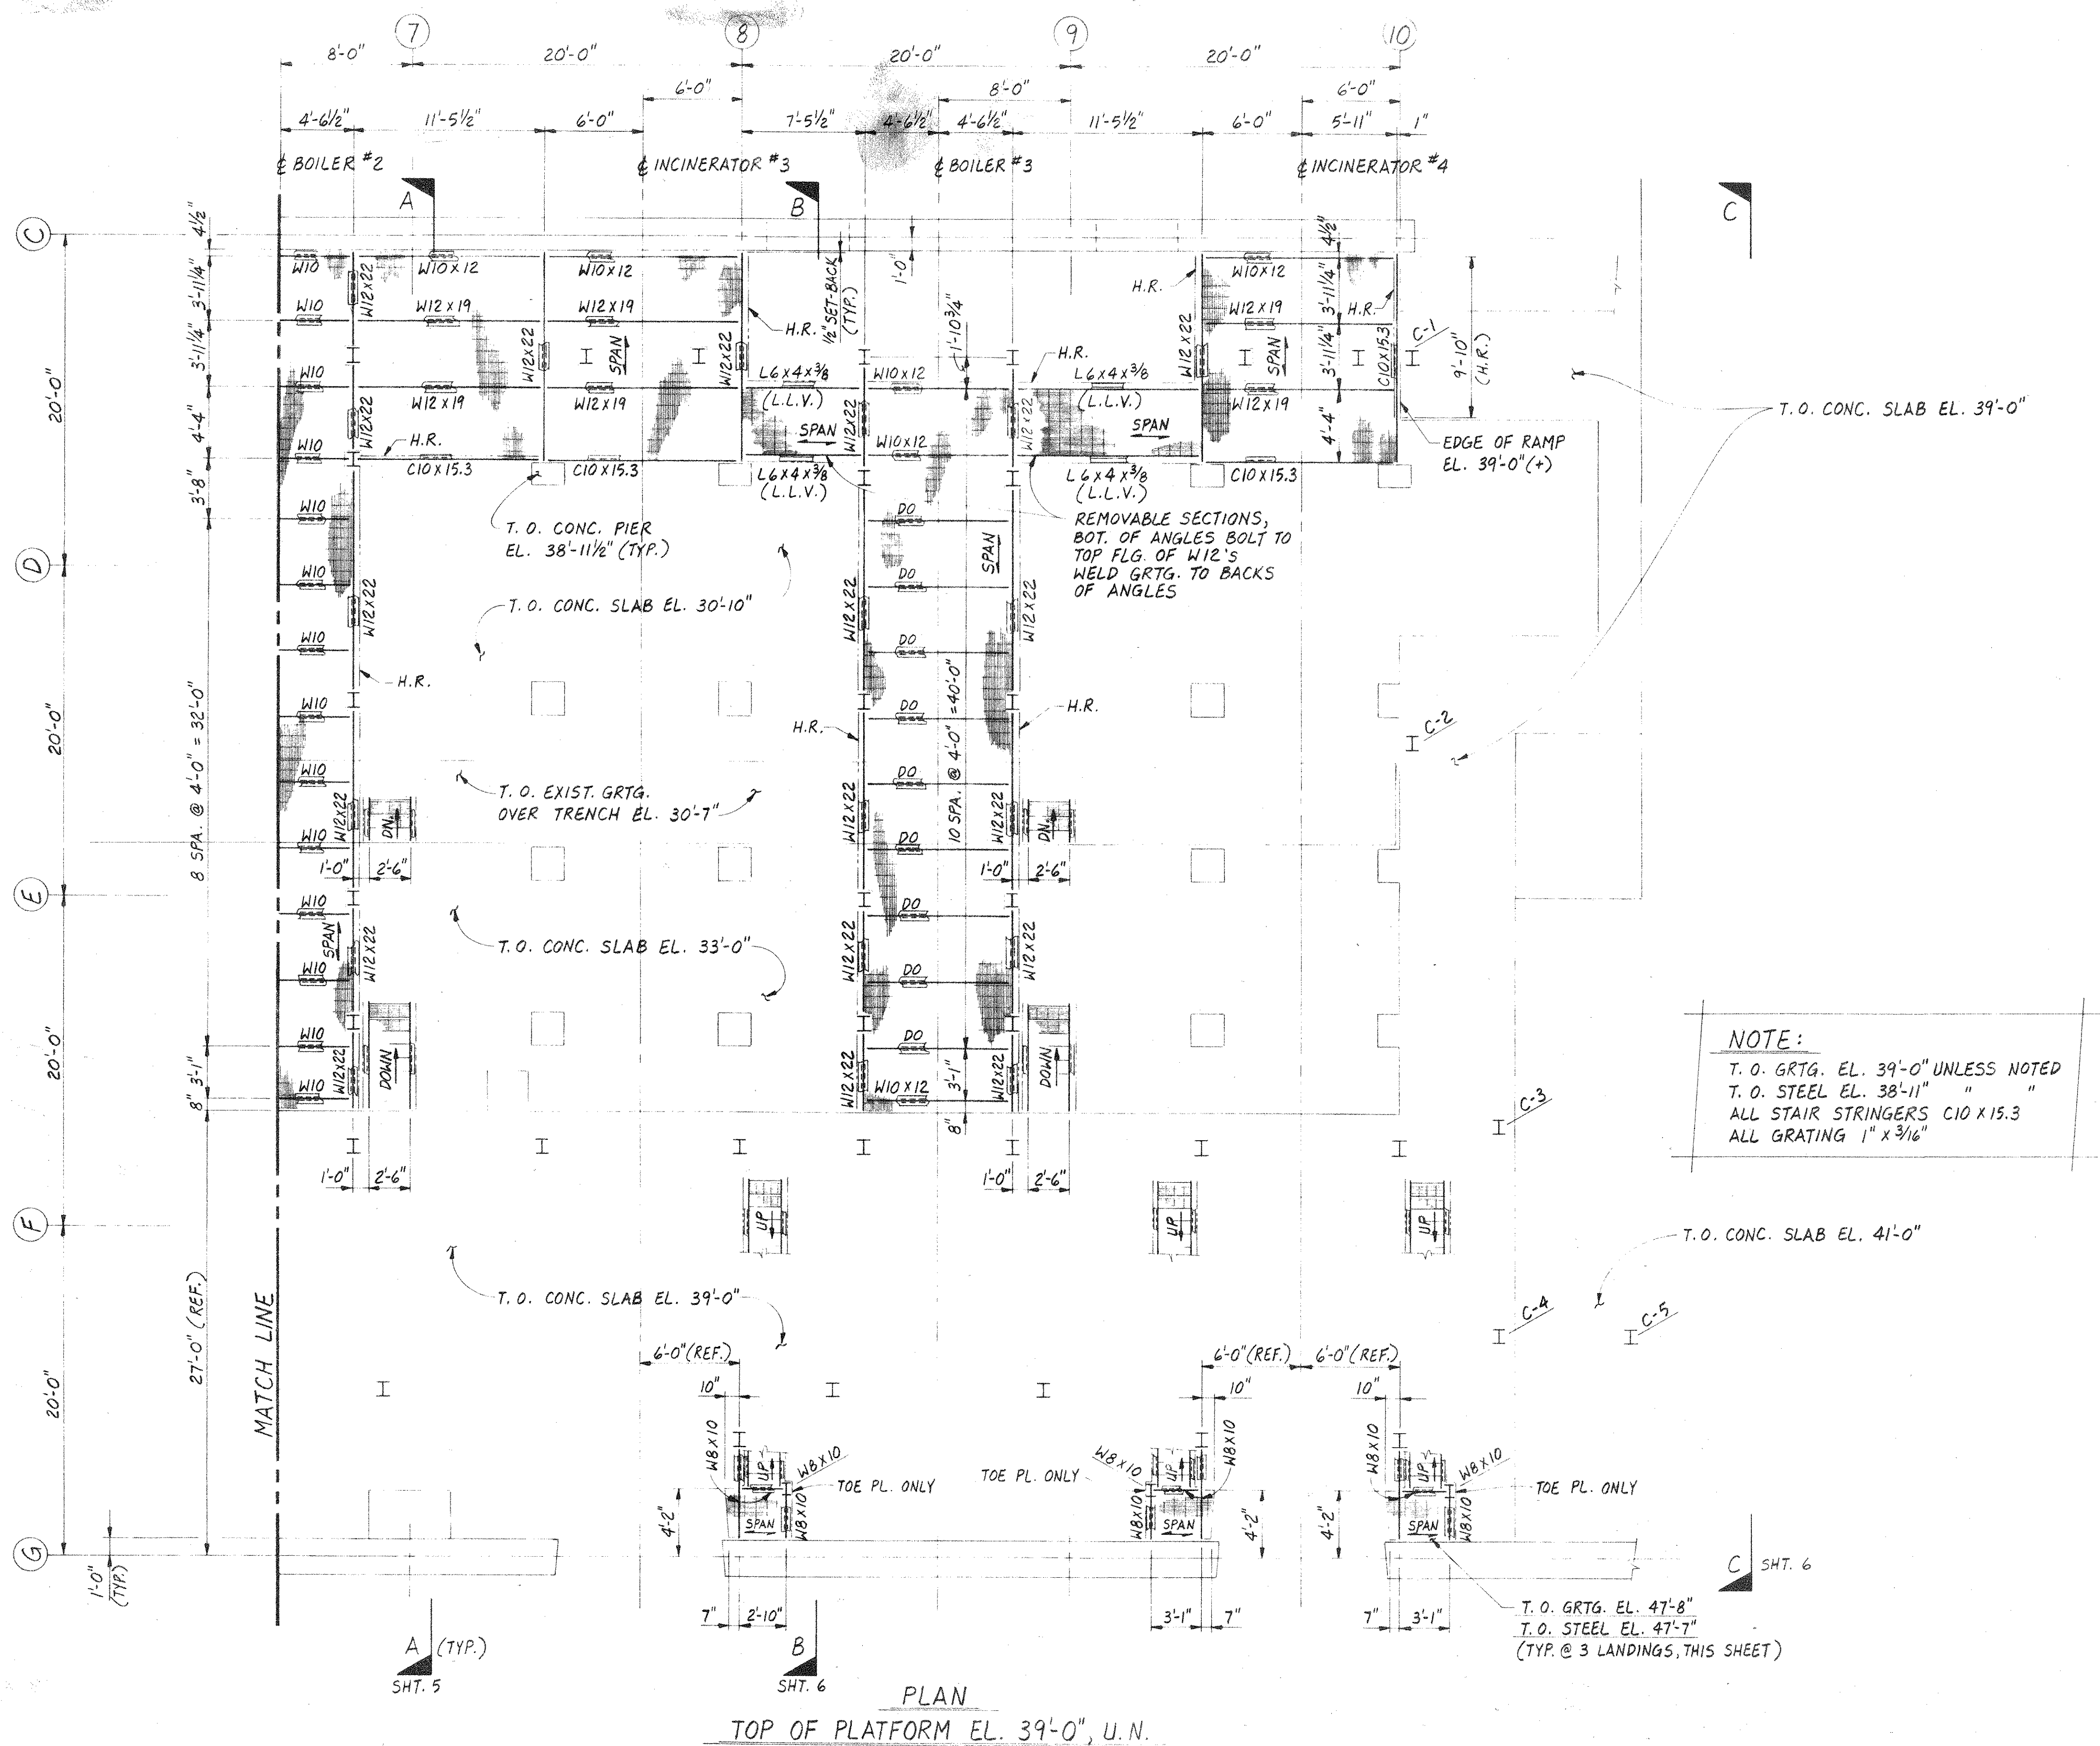 7 8 9 10
8'-0" 20'-0" 20'-0" 20'-0"
6'-0" 8'-0" 6'-0"
4'-6½" 11'-5½" 6'-0" 7'-5½" 4'-6½" 4'-6½" 11'-5½" 6'-0" 5'-11" 1"
℄ BOILER #2 ℄ INCINERATOR #3 ℄ BOILER #3 ℄ INCINERATOR #4
A B C
C
4½"
3'-11¼"
3'-11¼"
4'-4"
3'-8"
20'-0"
W10 W12x22 W10x12 W10x12
W10 W12x19 W12x19
W12x22 SPAN W12x22
W10 W12x19 W12x19
W12x22
W10 H.R. C10x15.3 C10x15.3
H.R.
½" SET-BACK
(TYP.)
1'-0"
1'-10¾"
H.R.
L6x4x⅜
(L.L.V.)
W10x12
W12x22
SPAN
W10x12
W12x22
L6x4x⅜
(L.L.V.)
L6x4x⅜
(L.L.V.)
SPAN
L6x4x⅜
(L.L.V.)
H.R.
W10x12
W12x19
W12x22
SPAN
W12x19
C10x15.3
4½"
3'-11¼"
3'-11¼"
4'-4"
H.R.
C10x15.3
C-1
9'-10"
(H.R.)
T.O. CONC. SLAB EL. 39'-0"
EDGE OF RAMP
EL. 39'-0"(+)
T.O. CONC. PIER
EL. 38'-11½" (TYP.)
REMOVABLE SECTIONS,
BOT. OF ANGLES BOLT TO
TOP FLG. OF W12's
WELD GRTG. TO BACKS
OF ANGLES
D
W10
W10
W10
W10
W10
W10
W10
W10
W10
W10
W12x22
H.R.
T.O. CONC. SLAB EL. 30'-10"
DO
DO
DO
DO
DO
DO
DO
DO
DO
SPAN
W12x22
W12x22
H.R.
H.R.
20'-0"
8 SPA. @ 4'-0" = 32'-0"
10 SPA. @ 4'-0" = 40'-0"
C-2
T.O. EXIST. GRTG.
OVER TRENCH EL. 30'-7"
W12x22 DN. W12x22 W12x22 DN.
1'-0" 2'-6" 1'-0" 2'-6"
E
SPAN
W12x22
W12x22
W12x22
T.O. CONC. SLAB EL. 33'-0"
20'-0"
3'-1"
8"
W12x22 DOWN
W12x22 W10x12 3'-1" W12x22 DOWN
8"
1'-0" 2'-6" 1'-0" 2'-6"
NOTE:
T.O. GRTG. EL. 39'-0" UNLESS NOTED
T.O. STEEL EL. 38'-11" " "
ALL STAIR STRINGERS C10 X 15.3
ALL GRATING 1" X 3/16"
C-3
F
UP UP UP
T.O. CONC. SLAB EL. 41'-0"
27'-0" (REF.)
MATCH LINE
T.O. CONC. SLAB EL. 39'-0"
C-4 C-5
20'-0"
6'-0"(REF.) 6'-0"(REF.) 6'-0"(REF.)
10" 10" 10"
W8x10 UP W8x10
TOE PL. ONLY
4'-2" SPAN W8x10
TOE PL. ONLY
W8x10 UP W8x10
W8x10 SPAN 4'-2"
W8x10 UP W8x10
TOE PL. ONLY
4'-2" SPAN W8x10
G
1'-0"
(TYP.)
C SHT. 6
7" 2'-10" 3'-1" 7" 7" 3'-1"
T.O. GRTG. EL. 47'-8"
T.O. STEEL EL. 47'-7"
(TYP. @ 3 LANDINGS, THIS SHEET)
A (TYP.)
SHT. 5
B
SHT. 6
PLAN
TOP OF PLATFORM EL. 39'-0", U.N.